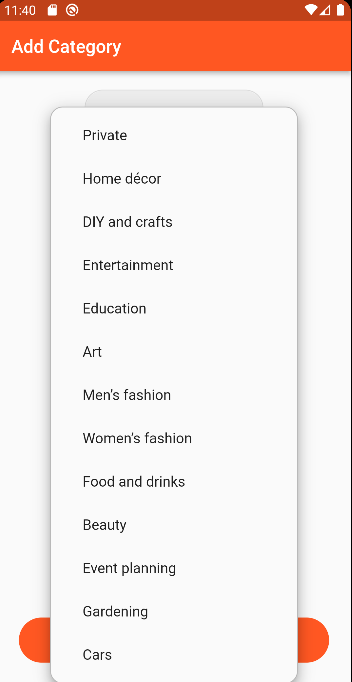 11:40
Add Category
Private
Home décor
DIY and crafts
Entertainment
Education
Art
Men's fashion
Women's fashion
Food and drinks
Beauty
Event planning
Gardening
Cars